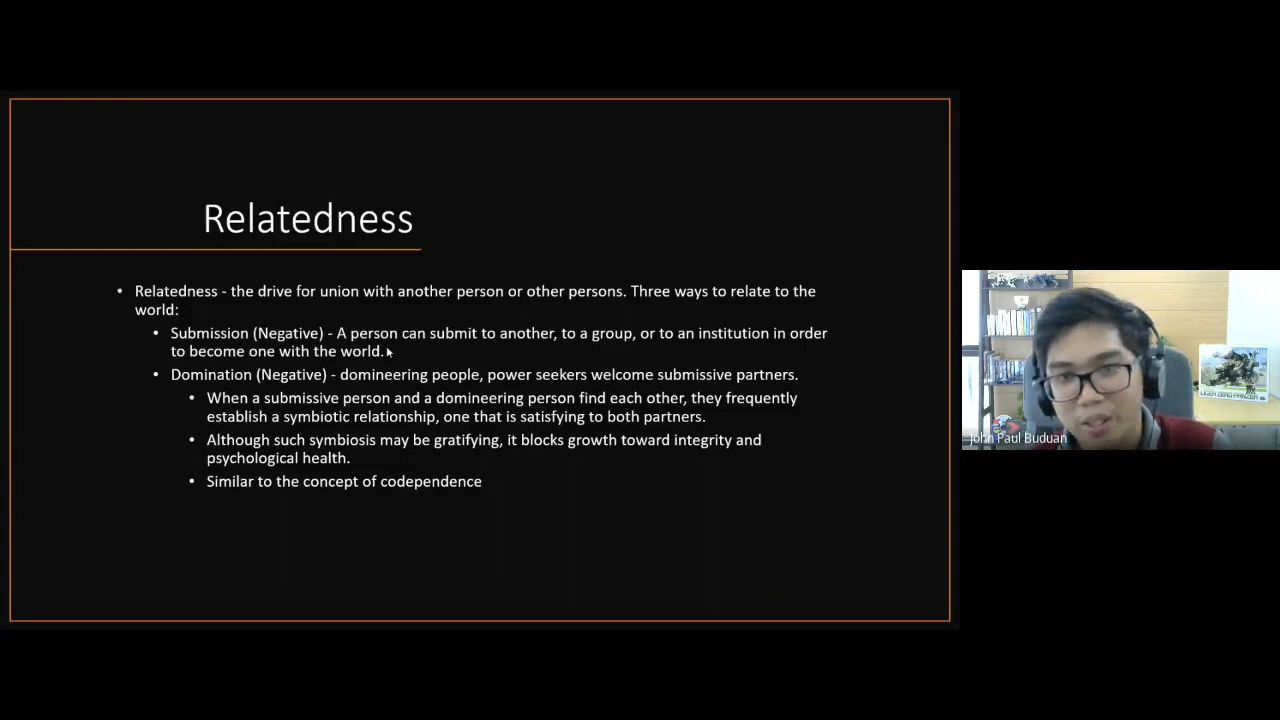 Relatedness
• Relatedness - the drive for union with another person or other persons. Three ways to relate to the
world:
• Submission (Negative) - A person can submit to another, to a group, or to an institution in order
to become one with the world.
• Domination (Negative) - domineering people, power seekers welcome submissive partners.
• When a submissive person and a domineering person find each other, they frequently
establish a symbiotic relationship, one that is satisfying to both partners.
• Although such symbiosis may be gratifying, it blocks growth toward integrity and
psychological health.
• Similar to the concept of codependence
LIGER ZERO PANZER
John Paul Buduan